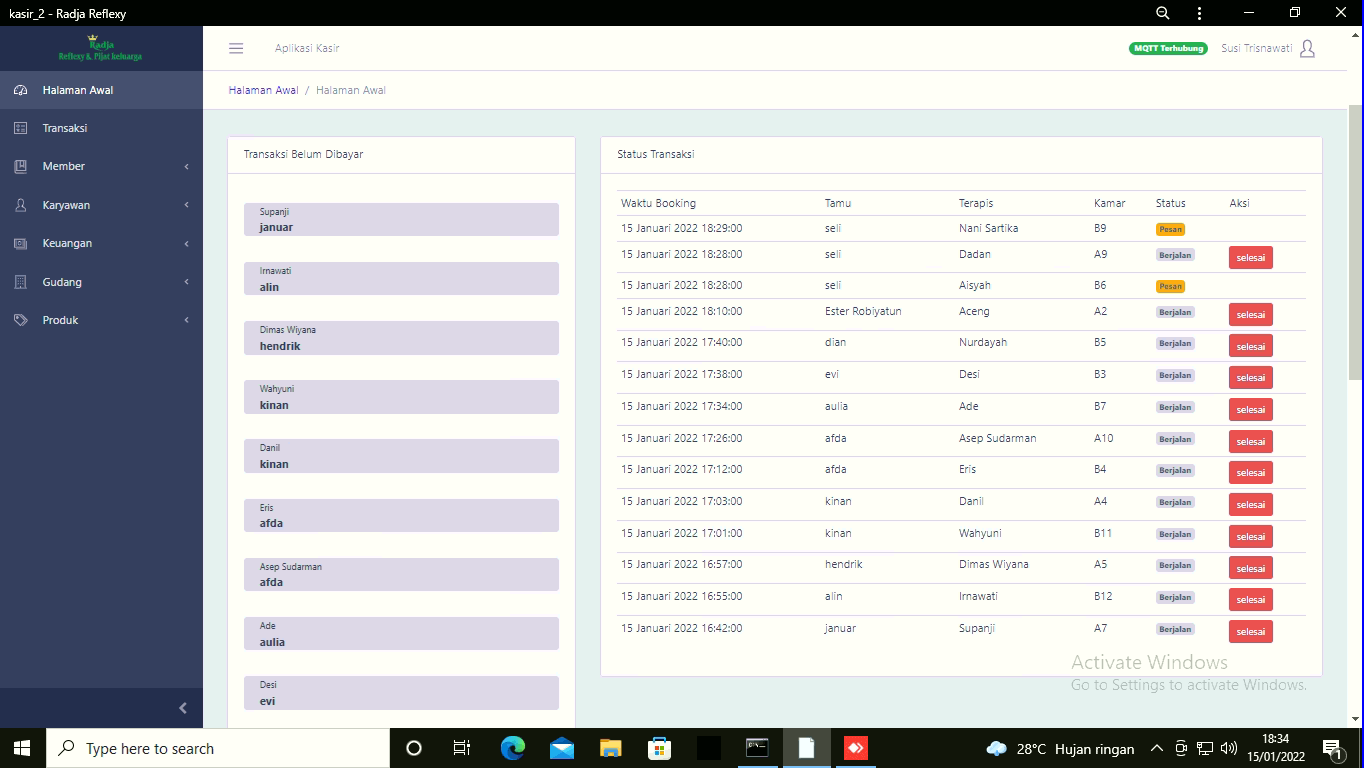 kasir_2 - Radja Reflexy
Radja
Reflexy & Pijat keluarga
Aplikasi Kasir
MQTT Terhubung
Susi Trisnawati
Halaman Awal
Transaksi
Member
Karyawan
Keuangan
Gudang
Produk
Halaman Awal / Halaman Awal
Transaksi Belum Dibayar
Supanji
januar
Irnawati
alin
Dimas Wiyana
hendrik
Wahyuni
kinan
Danil
kinan
Eris
afda
Asep Sudarman
afda
Ade
aulia
Desi
evi
Status Transaksi
Waktu Booking Tamu Terapis Kamar Status Aksi
15 Januari 2022 18:29:00 seli Nani Sartika B9 Pesan
15 Januari 2022 18:28:00 seli Dadan A9 Berjalan selesai
15 Januari 2022 18:28:00 seli Aisyah B6 Pesan
15 Januari 2022 18:10:00 Ester Robiyatun Aceng A2 Berjalan selesai
15 Januari 2022 17:40:00 dian Nurdayah B5 Berjalan selesai
15 Januari 2022 17:38:00 evi Desi B3 Berjalan selesai
15 Januari 2022 17:34:00 aulia Ade B7 Berjalan selesai
15 Januari 2022 17:26:00 afda Asep Sudarman A10 Berjalan selesai
15 Januari 2022 17:12:00 afda Eris B4 Berjalan selesai
15 Januari 2022 17:03:00 kinan Danil A4 Berjalan selesai
15 Januari 2022 17:01:00 kinan Wahyuni B11 Berjalan selesai
15 Januari 2022 16:57:00 hendrik Dimas Wiyana A5 Berjalan selesai
15 Januari 2022 16:55:00 alin Irnawati B12 Berjalan selesai
15 Januari 2022 16:42:00 januar Supanji A7 Berjalan selesai
Activate Windows
Go to Settings to activate Windows.
Type here to search
28°C Hujan ringan
18:34
15/01/2022
1